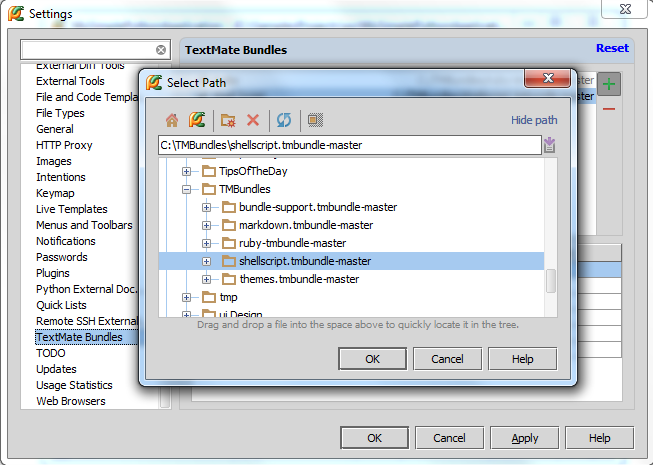 Settings
TextMate Bundles
Reset
External Diff Tools
External Tools
File and Code Templa
File Types
General
HTTP Proxy
Images
Intentions
Keymap
Live Templates
Menus and Toolbars
Notifications
Passwords
Plugins
Python External Doc.
Quick Lists
Remote SSH External
TextMate Bundles
TODO
Updates
Usage Statistics
Web Browsers
Select Path
Hide path
C:\TMBundles\shellscript.tmbundle-master
TipsOfTheDay
TMBundles
bundle-support.tmbundle-master
markdown.tmbundle-master
ruby-tmbundle-master
shellscript.tmbundle-master
themes.tmbundle-master
tmp
ui Design
Drag and drop a file into the space above to quickly locate it in the tree.
OK
Cancel
Help
OK
Cancel
Apply
Help